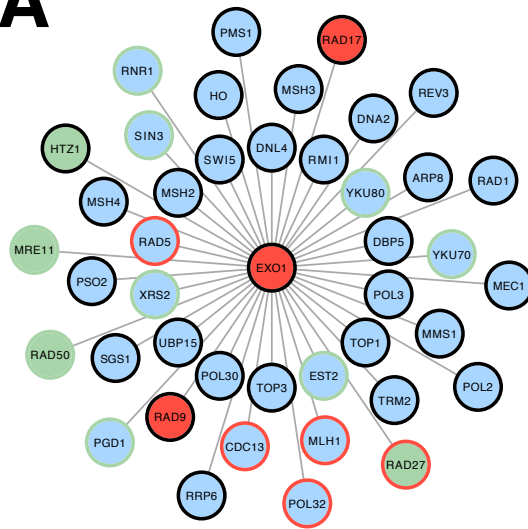 A
PMS1
RAD17
RNR1
HO
MSH3
REV3
DNA2
SIN3
HTZ1
SWI5
DNL4
RMI1
MSH2
YKU80
ARP8
RAD1
MSH4
RAD5
DBP5
MRE11
YKU70
EXO1
PSO2
XRS2
POL3
MEC1
MMS1
UBP15
TOP1
RAD50
SGS1
POL30
TOP3
EST2
POL2
TRM2
RAD9
PGD1
CDC13
MLH1
RAD27
RRP6
POL32